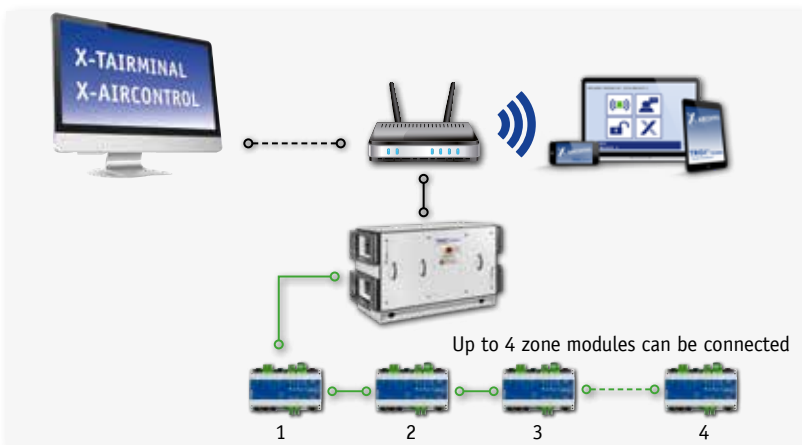 X-TAIRMINAL
X-AIRCONTROL
Up to 4 zone modules can be connected
1 2 3 4